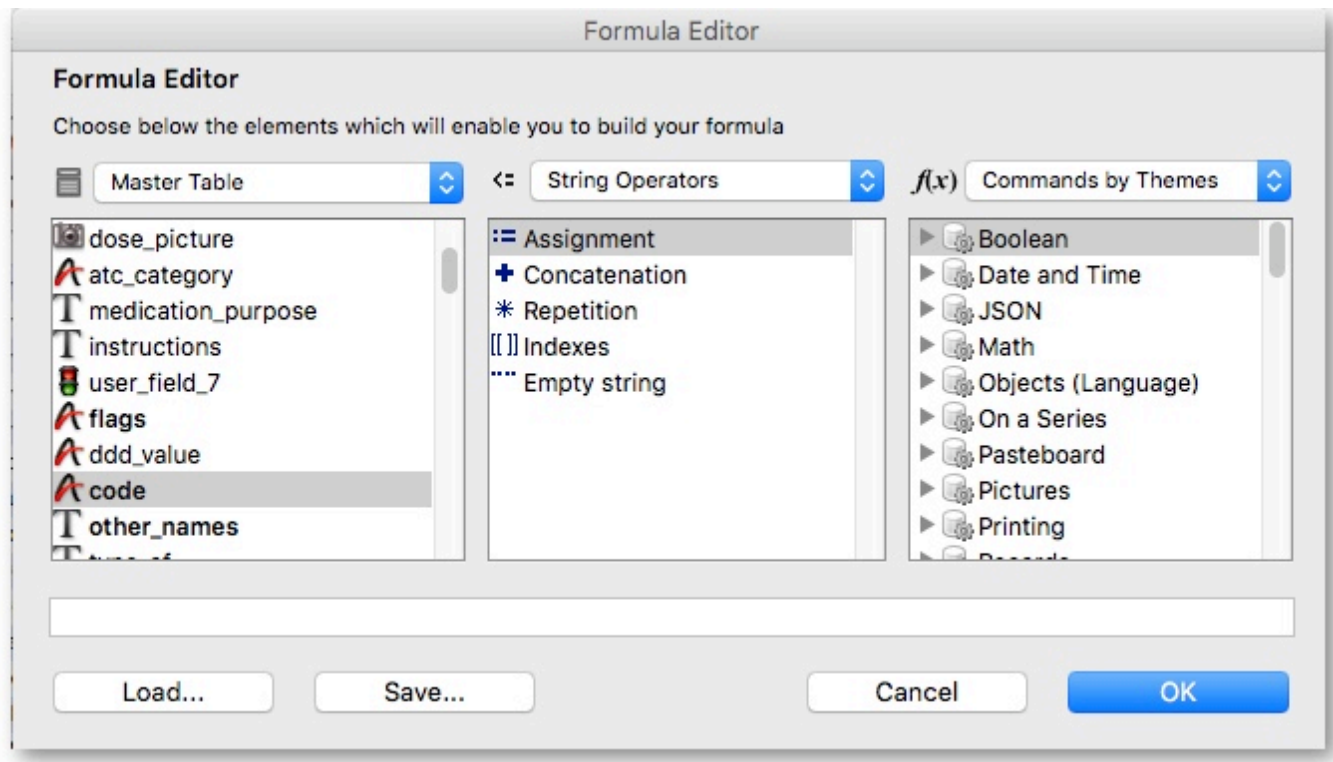 Formula Editor
Formula Editor
Choose below the elements which will enable you to build your formula
Master Table
<= String Operators
f(x) Commands by Themes
dose_picture
atc_category
medication_purpose
instructions
user_field_7
flags
ddd_value
code
other_names
:= Assignment
+ Concatenation
* Repetition
[[ ]] Indexes
"" Empty string
Boolean
Date and Time
JSON
Math
Objects (Language)
On a Series
Pasteboard
Pictures
Printing
Load...
Save...
Cancel
OK